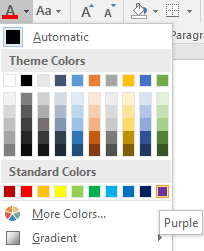 A Aa A A
Paragra
Automatic
Theme Colors
Standard Colors
More Colors...
Purple
Gradient